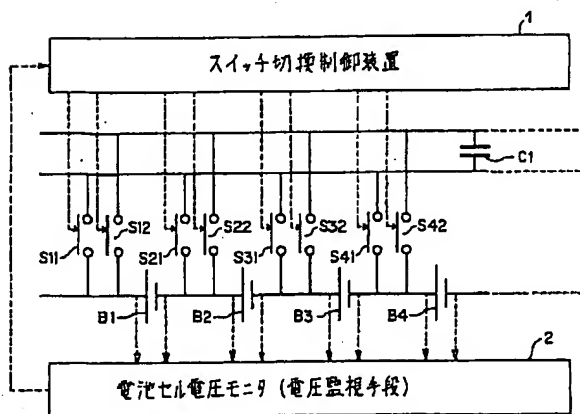 1
スイッチ切換制御装置
C1
S11
S12
S21
S22
S31
S32
S41
S42
B1
B2
B3
B4
2
電池セル電圧モニタ(電圧監視手段)